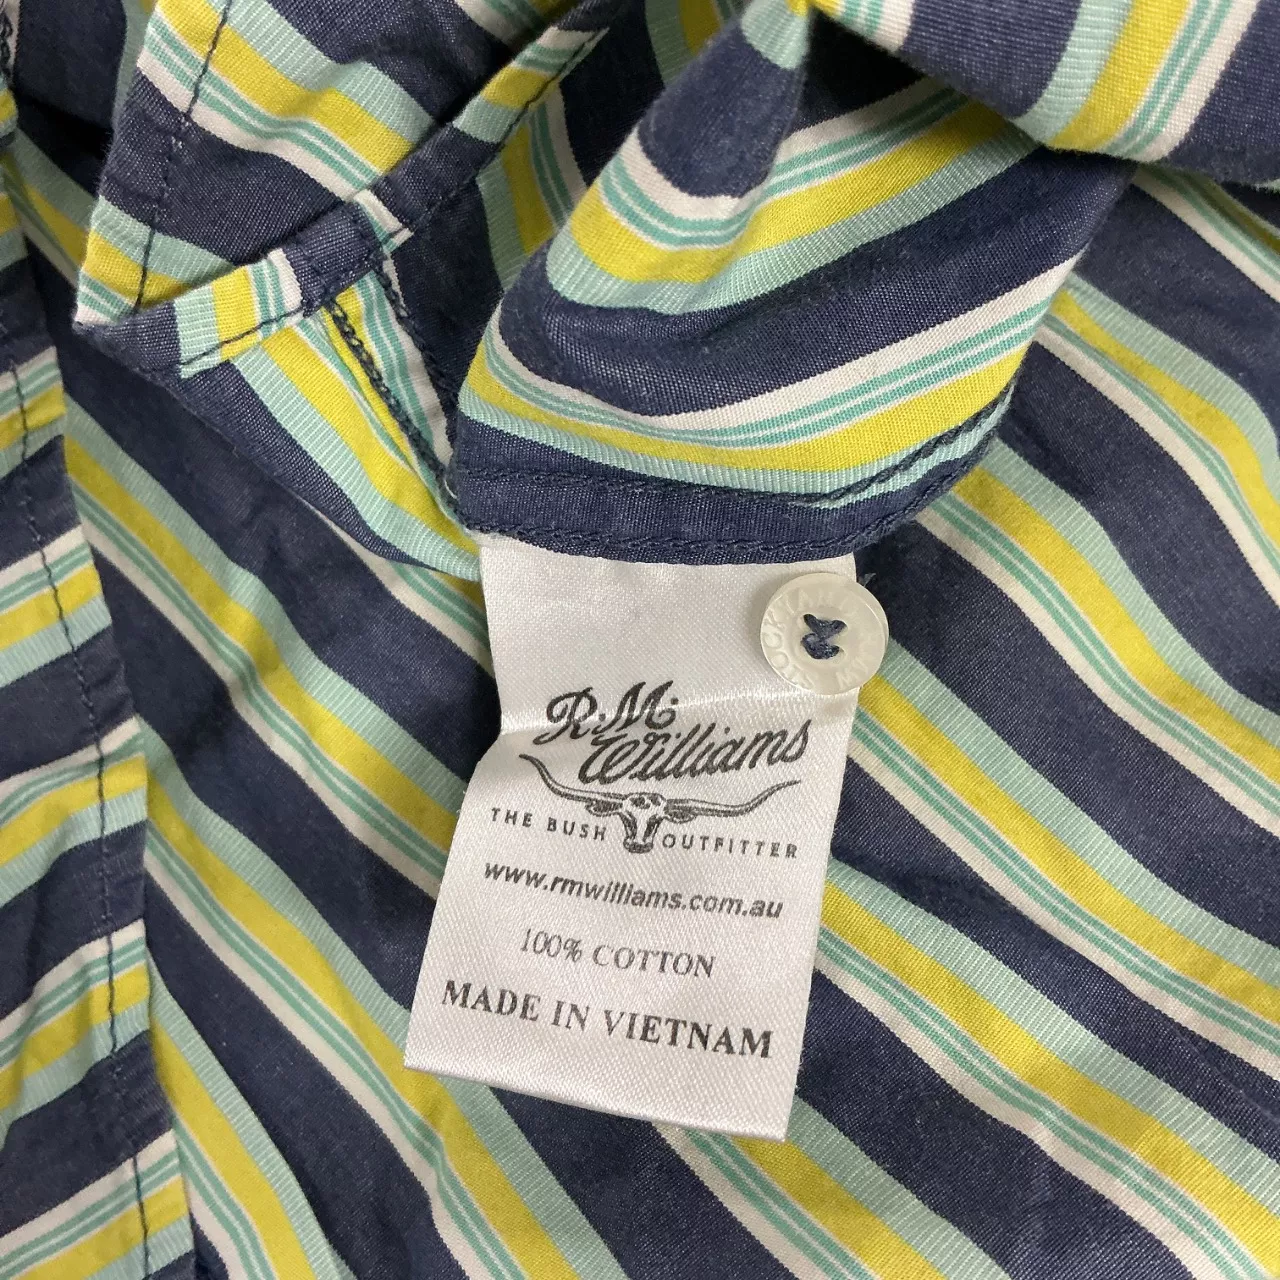 R.M.
Williams
THE BUSH OUTFITTER
www.rmwilliams.com.au
100% COTTON
MADE IN VIETNAM